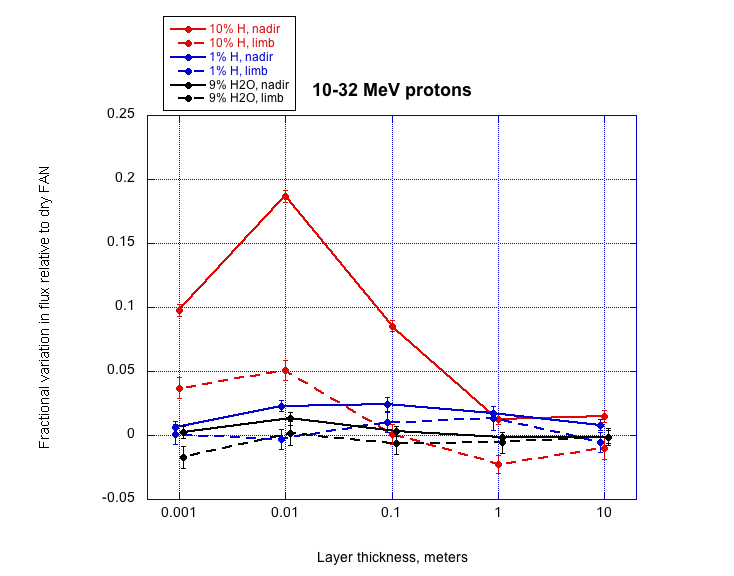 10% H, nadir
10% H, limb
1% H, nadir
1% H, limb
9% H2O, nadir
9% H2O, limb
10-32 MeV protons
0.25
0.2
0.15
0.1
0.05
0
-0.05
Fractional variation in flux relative to dry FAN
0.001 0.01 0.1 1 10
Layer thickness, meters